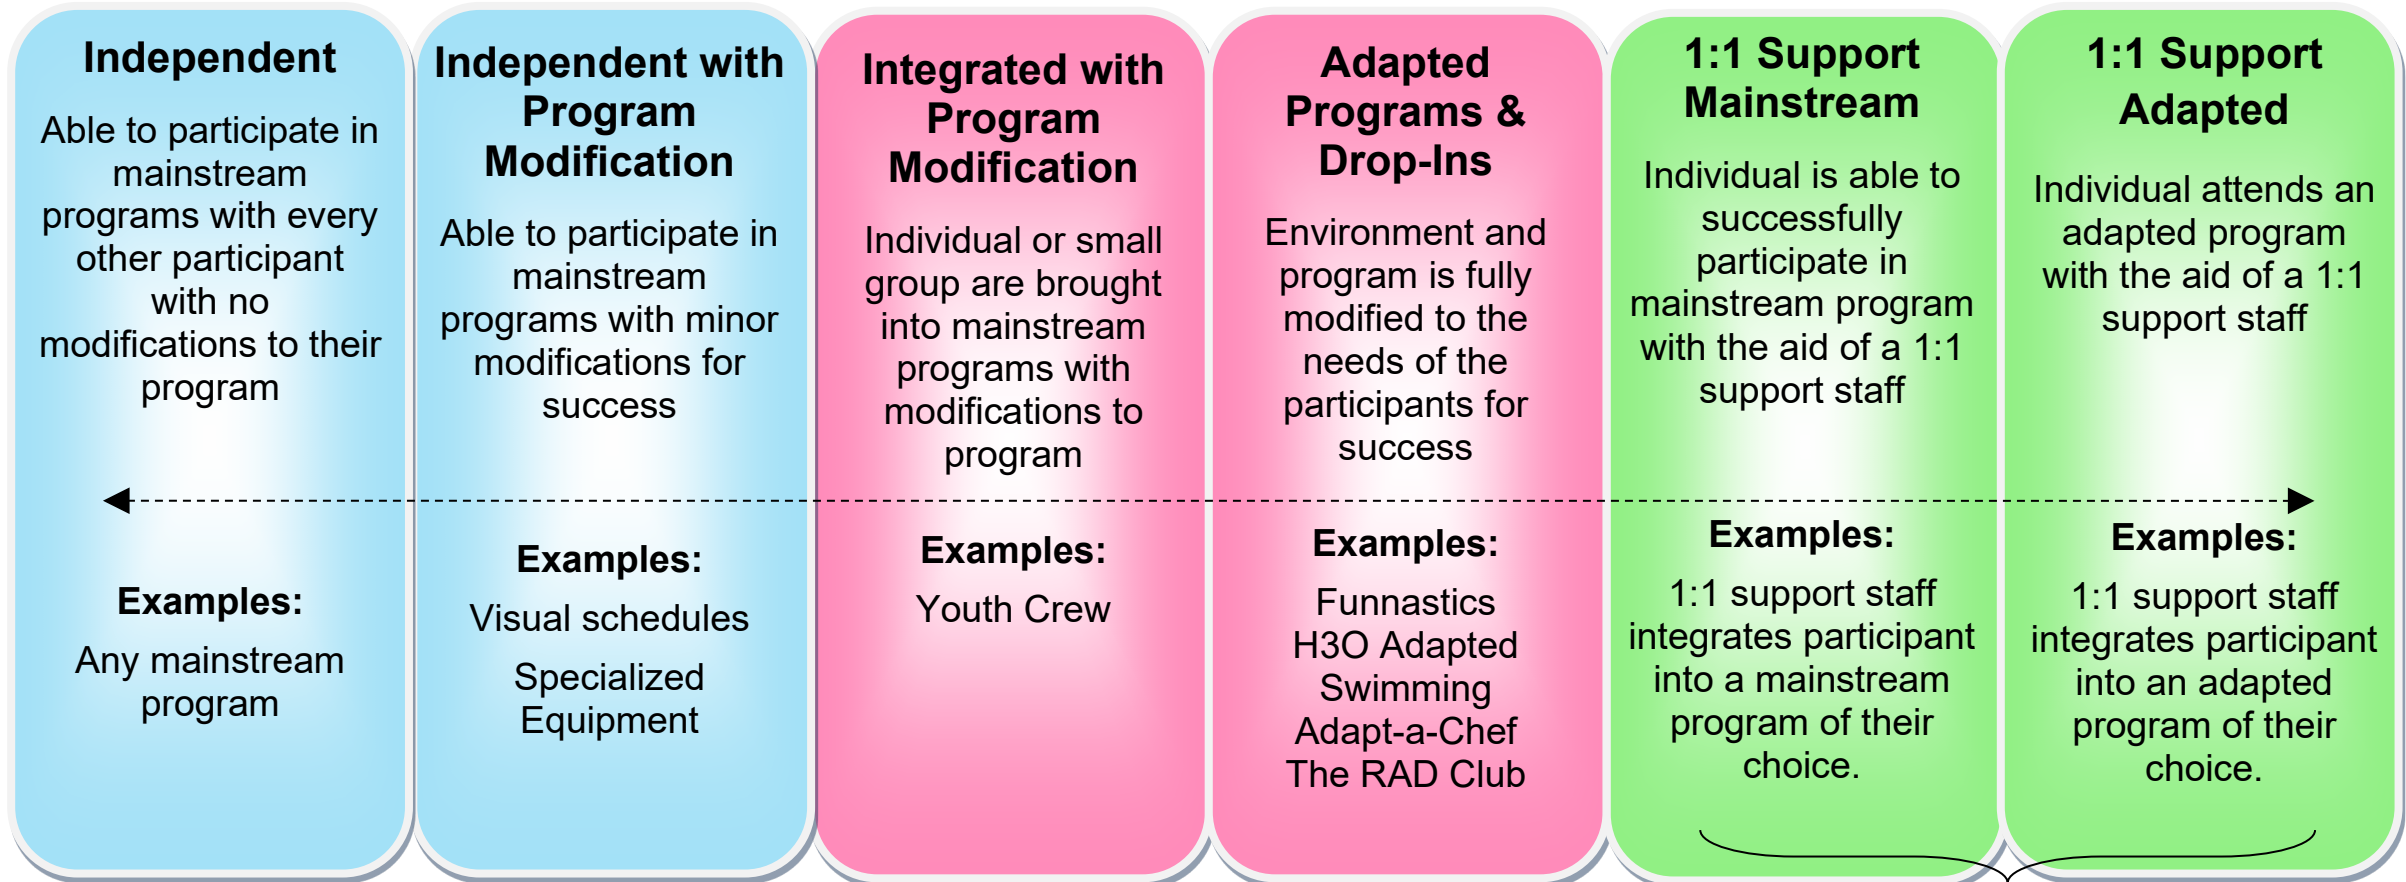 Independent
Able to participate in
mainstream
programs with every
other participant
with no
modifications to their
program
Examples:
Any mainstream
program
Independent with
Program
Modification
Able to participate in
mainstream
programs with minor
modifications for
success
Examples:
Visual schedules
Specialized
Equipment
Integrated with
Program
Modification
Individual or small
group are brought
into mainstream
programs with
modifications to
program
Examples:
Youth Crew
Adapted
Programs &
Drop-Ins
Environment and
program is fully
modified to the
needs of the
participants for
success
Examples:
Funnastics
H3O Adapted
Swimming
Adapt-a-Chef
The RAD Club
1:1 Support
Mainstream
Individual is able to
successfully
participate in
mainstream program
with the aid of a 1:1
support staff
Examples:
1:1 support staff
integrates participant
into a mainstream
program of their
choice.
1:1 Support
Adapted
Individual attends an
adapted program
with the aid of a 1:1
support staff
Examples:
1:1 support staff
integrates participant
into an adapted
program of their
choice.